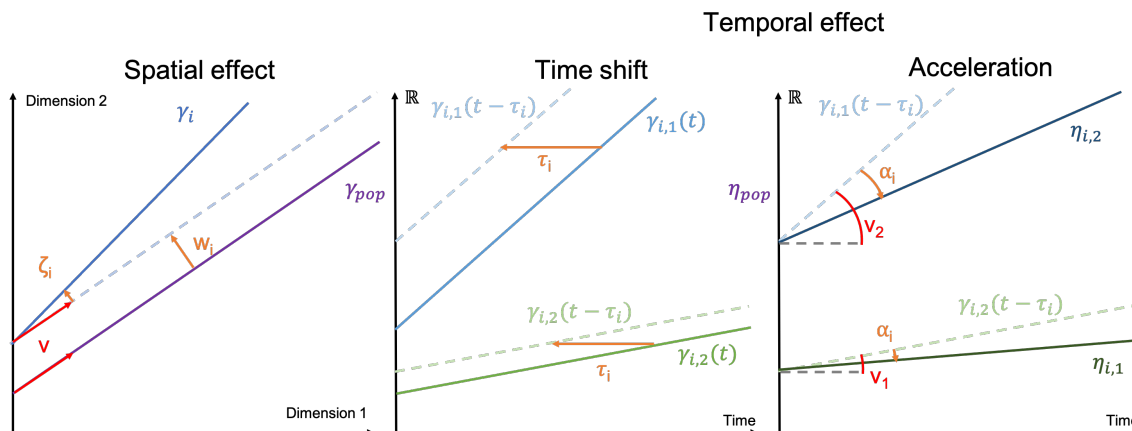 Temporal effect
Spatial effect
Time shift
Acceleration
Dimension 2
γᵢ
γₚₒₚ
wᵢ
ζᵢ
v
Dimension 1
ℝ
γᵢ,₁(t − τᵢ)
γᵢ,₁(t)
τᵢ
γᵢ,₂(t − τᵢ)
γᵢ,₂(t)
τᵢ
Time
ℝ
γᵢ,₁(t − τᵢ)
ηᵢ,₂
αᵢ
ηₚₒₚ
v₂
γᵢ,₂(t − τᵢ)
αᵢ
v₁
ηᵢ,₁
Time